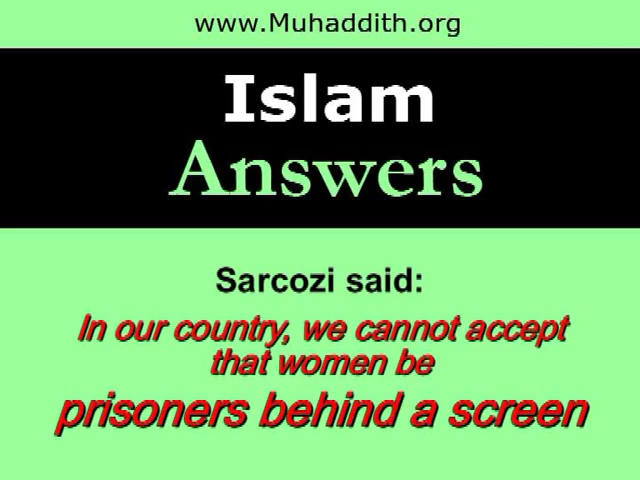 www.Muhaddith.org
Islam
Answers
Sarcozi said:
In our country, we cannot accept
that women be
prisoners behind a screen